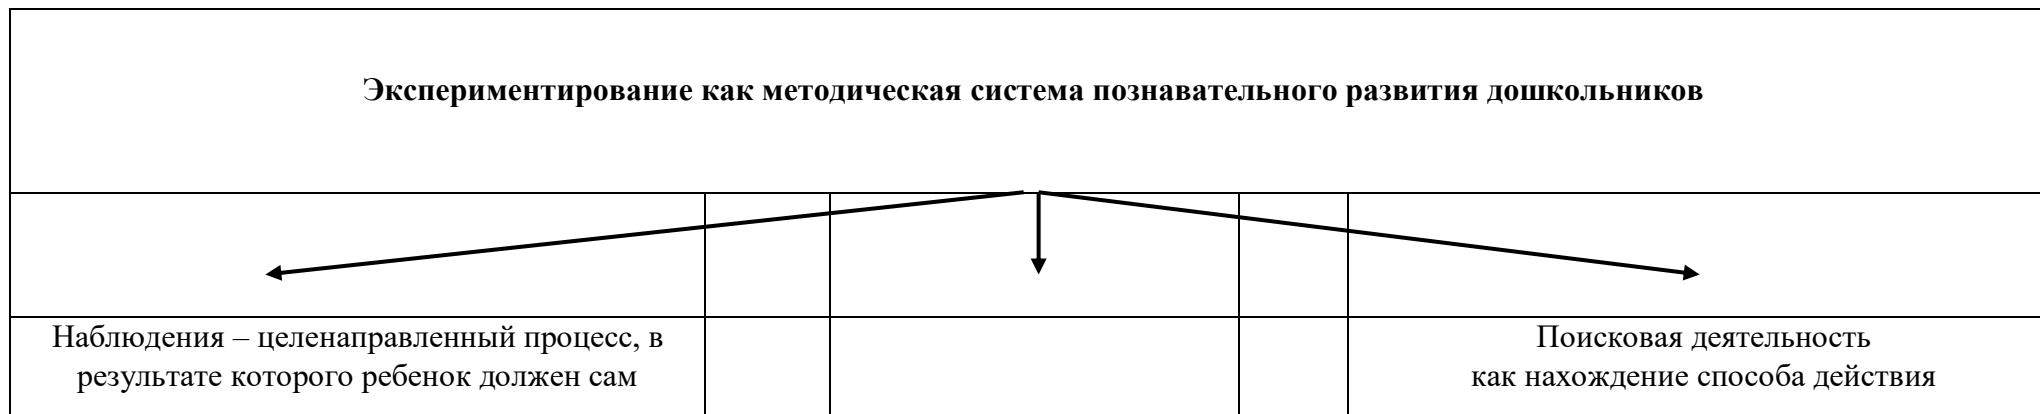 Экспериментирование как методическая система познавательного развития дошкольников
Наблюдения – целенаправленный процесс, в
результате которого ребенок должен сам
Поисковая деятельность
как нахождение способа действия